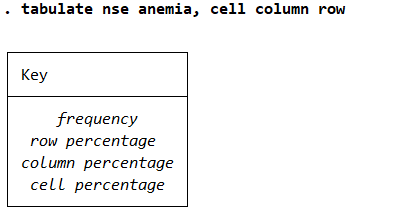 . tabulate nse anemia, cell column row
Key
frequency
row percentage
column percentage
cell percentage